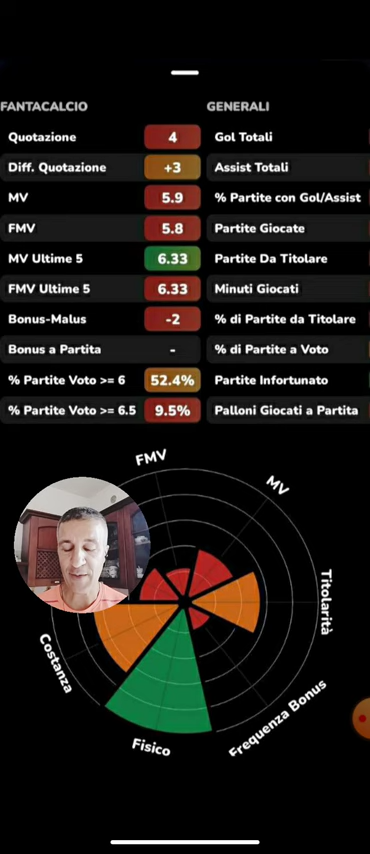 FANTACALCIO GENERALI
Quotazione 4 Gol Totali
Diff. Quotazione +3 Assist Totali
MV 5.9 % Partite con Gol/Assist
FMV 5.8 Partite Giocate
MV Ultime 5 6.33 Partite Da Titolare
FMV Ultime 5 6.33 Minuti Giocati
Bonus-Malus -2 % di Partite da Titolare
Bonus a Partita - % di Partite a Voto
% Partite Voto >= 6 52.4% Partite Infortunato
% Partite Voto >= 6.5 9.5% Palloni Giocati a Partita
FMV
MV
Titolarità
Costanza
Frequenza Bonus
Fisico